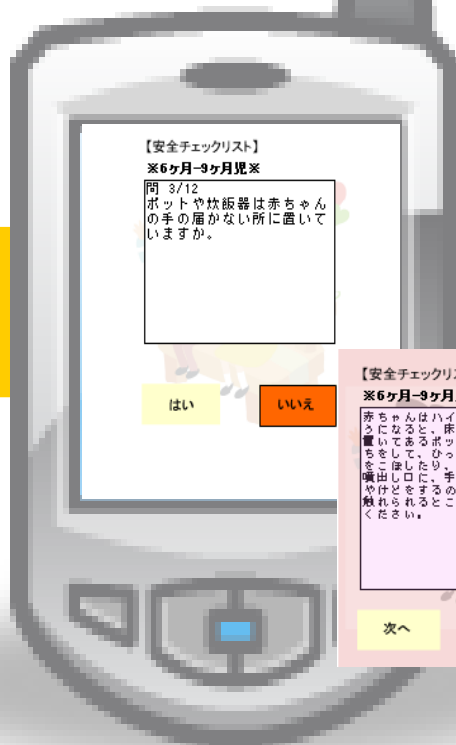 【安全チェックリスト】
※6ヶ月-9ヶ月児※
問 3/12
ポットや炊飯器は赤ちゃん
の手の届かない所に置いて
いますか。
はい
いいえ
【安全チェックリス
※6ヶ月-9ヶ月
赤ちゃんはハイ
うになると、床
置いてあるポッ
ちをして、ひっ
をこぼしたり、
噴出し口に、手
やけどをするの
触れられるとこ
ください。
次へ